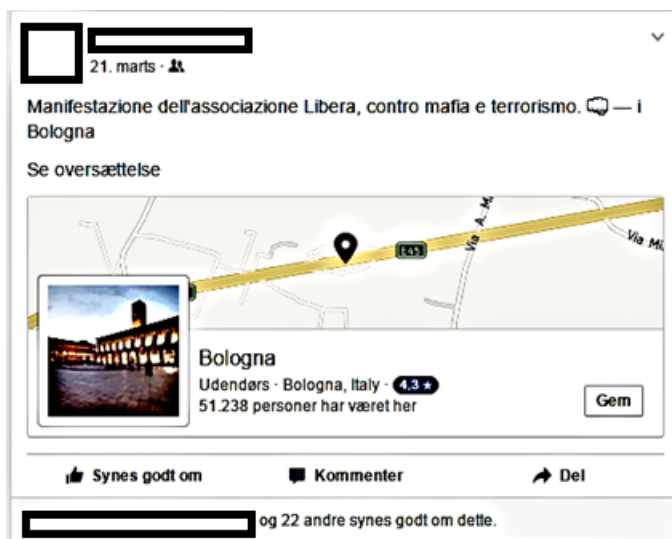 21. marts ·
Manifestazione dell'associazione Libera, contro mafia e terrorismo. — i
Bologna
Se oversættelse
E45
Via A. M
Via Mi
Bologna
Udendørs · Bologna, Italy · 4,3 ★
51.238 personer har været her
Gem
Synes godt om
Kommenter
Del
og 22 andre synes godt om dette.